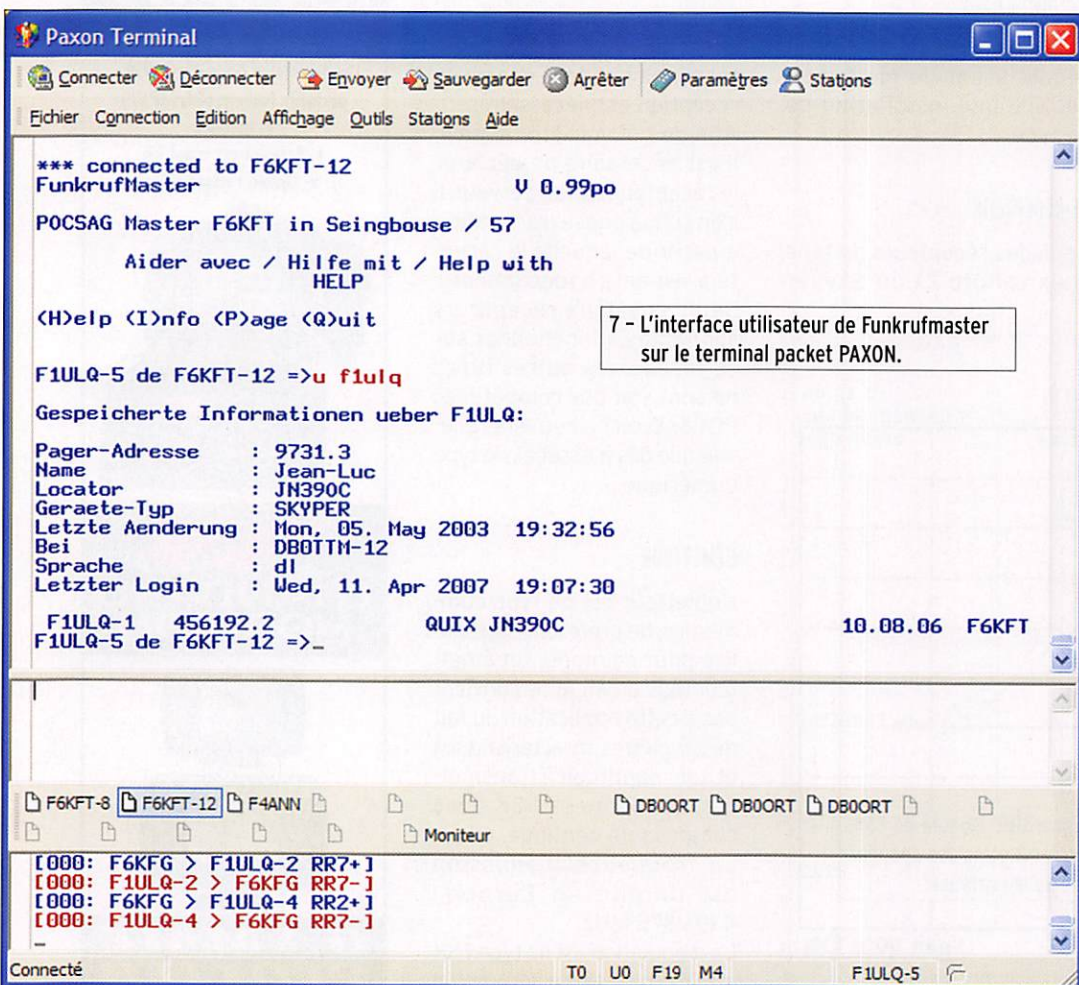 Paxon Terminal
Connecter Déconnecter Envoyer Sauvegarder Arrêter Paramètres Stations
Fichier Connection Edition Affichage Outils Stations Aide
*** connected to F6KFT-12
FunkrufMaster V 0.99po
POCSAG Master F6KFT in Seingbouse / 57
Aider avec / Hilfe mit / Help with
HELP
(H)elp (I)nfo (P)age (Q)uit
7 – L'interface utilisateur de Funkrufmaster
sur le terminal packet PAXON.
F1ULQ-5 de F6KFT-12 =>u f1ulq
Gespeicherte Informationen ueber F1ULQ:
Pager-Adresse : 9731.3
Name : Jean-Luc
Locator : JN39OC
Geraete-Typ : SKYPER
Letzte Aenderung : Mon, 05. May 2003 19:32:56
Bei : DB0TTM-12
Sprache : dl
Letzter Login : Wed, 11. Apr 2007 19:07:30
F1ULQ-1 456192.2 QUIX JN39OC 10.08.06 F6KFT
F1ULQ-5 de F6KFT-12 =>_
F6KFT-8 F6KFT-12 F4ANN DB0ORT DB0ORT DB0ORT
Moniteur
[000: F6KFG > F1ULQ-2 RR7+]
[000: F1ULQ-2 > F6KFG RR7-]
[000: F6KFG > F1ULQ-4 RR2+]
[000: F1ULQ-4 > F6KFG RR7-]
_
Connecté T0 U0 F19 M4 F1ULQ-5